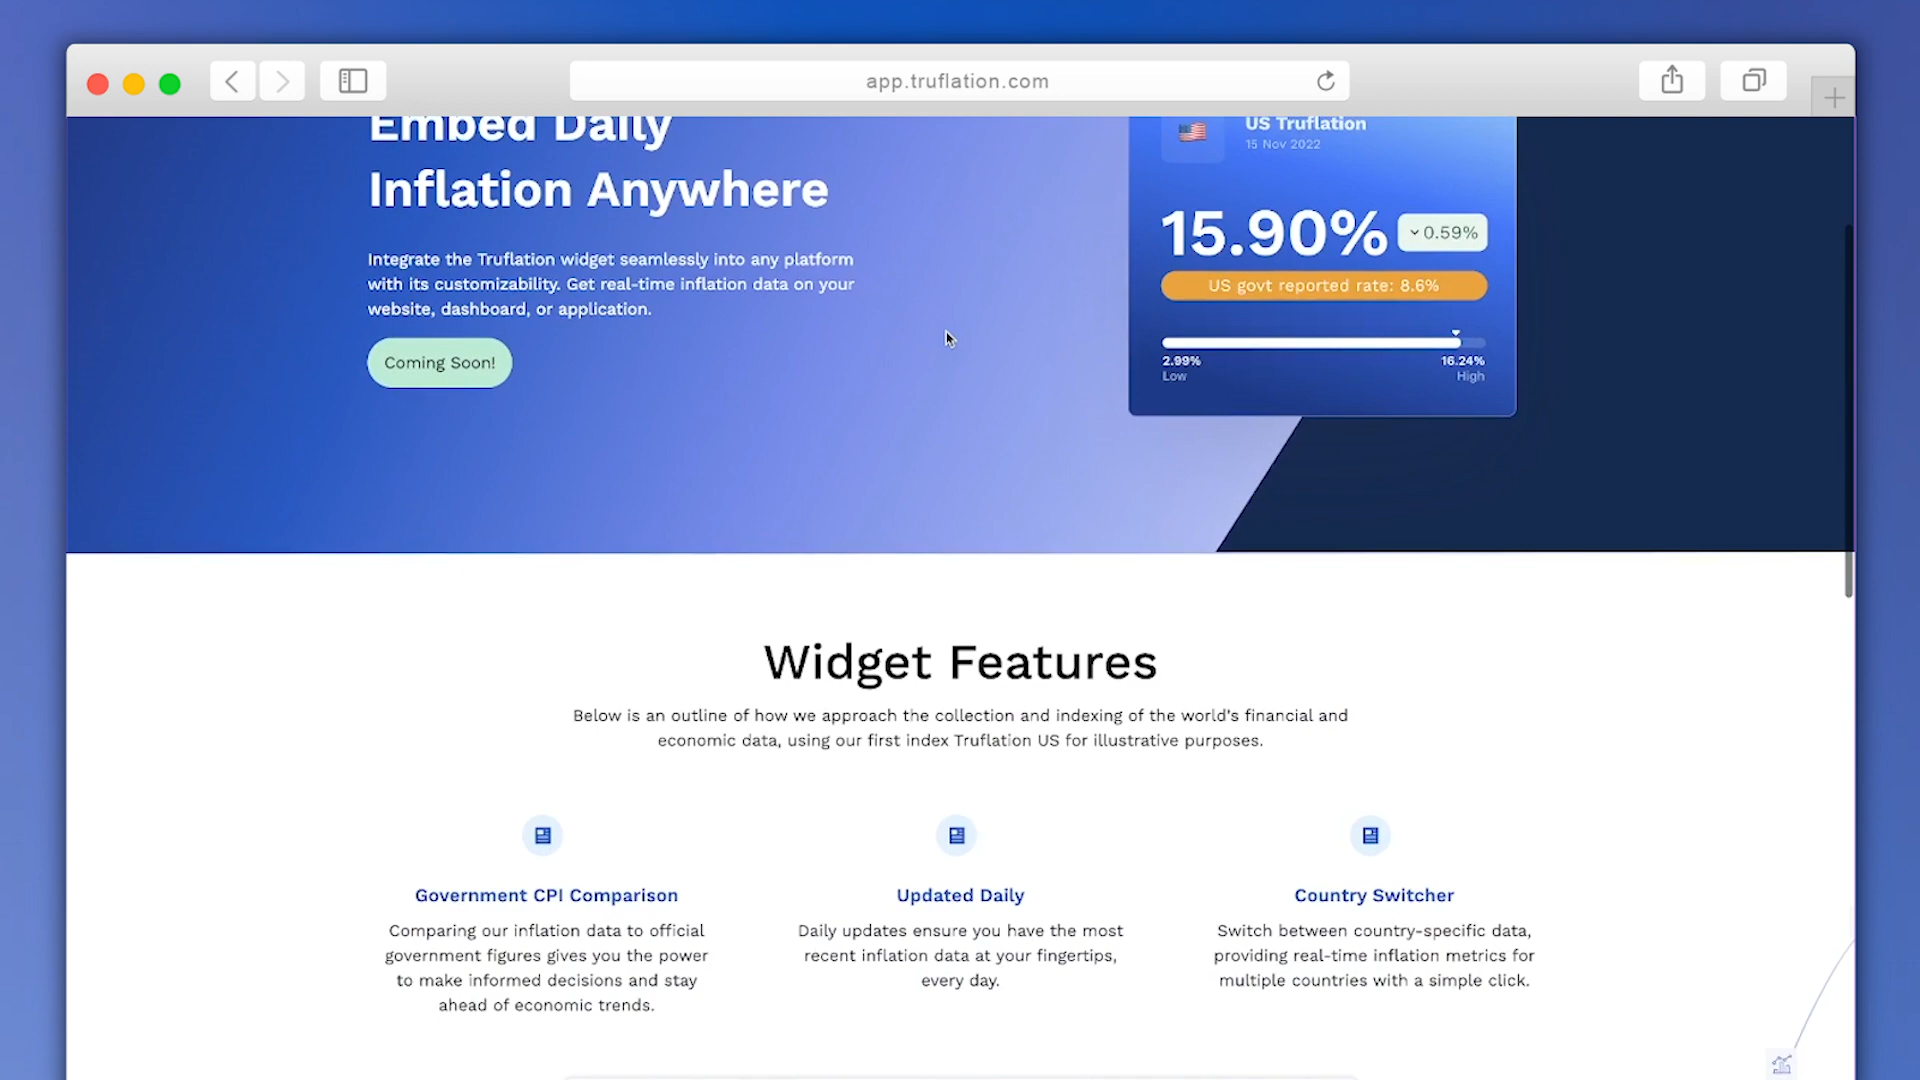 app.truflation.com
Embed Daily
Inflation Anywhere
Integrate the Truflation widget seamlessly into any platform
with its customizability. Get real-time inflation data on your
website, dashboard, or application.
Coming Soon!
US Truflation
15 Nov 2022
15.90%
0.59%
US govt reported rate: 8.6%
2.99%
16.24%
Low
High
Widget Features
Below is an outline of how we approach the collection and indexing of the world's financial and
economic data, using our first index Truflation US for illustrative purposes.
Government CPI Comparison
Comparing our inflation data to official
government figures gives you the power
to make informed decisions and stay
ahead of economic trends.
Updated Daily
Daily updates ensure you have the most
recent inflation data at your fingertips,
every day.
Country Switcher
Switch between country-specific data,
providing real-time inflation metrics for
multiple countries with a simple click.